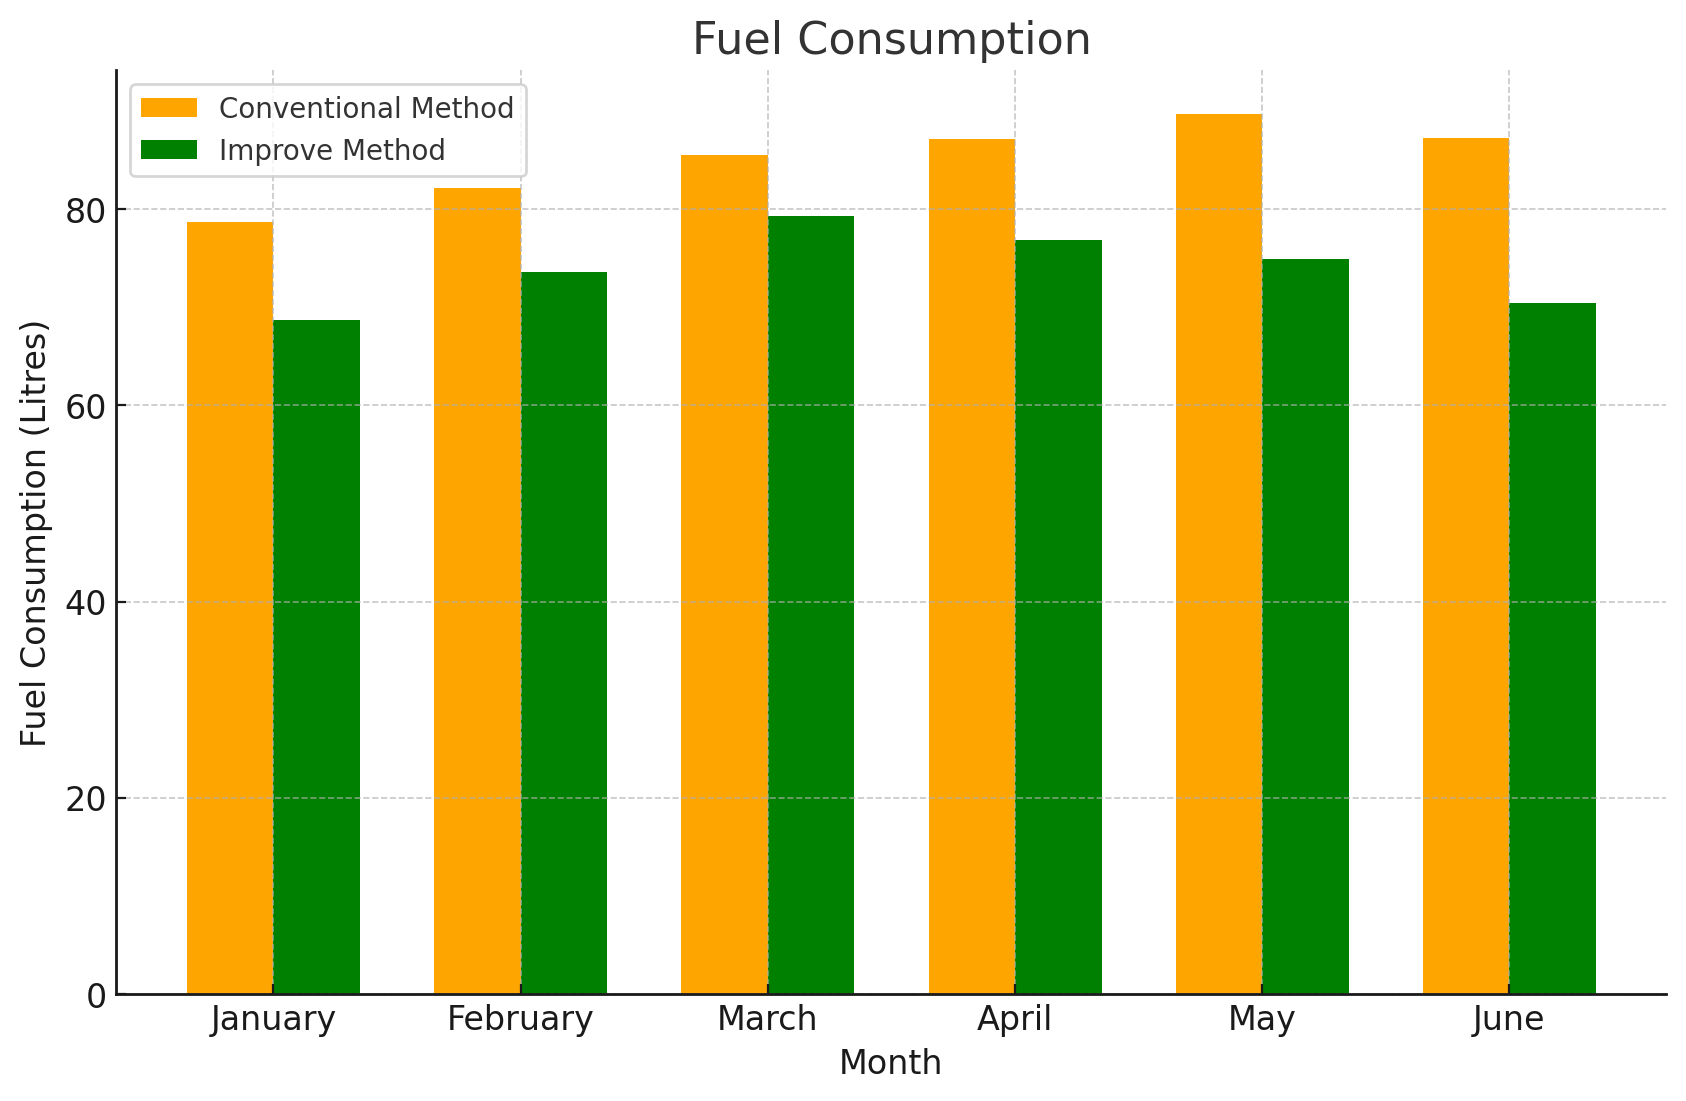 Fuel Consumption
Conventional Method
Improve Method
Fuel Consumption (Litres)
80
60
40
20
0
January February March April May June
Month